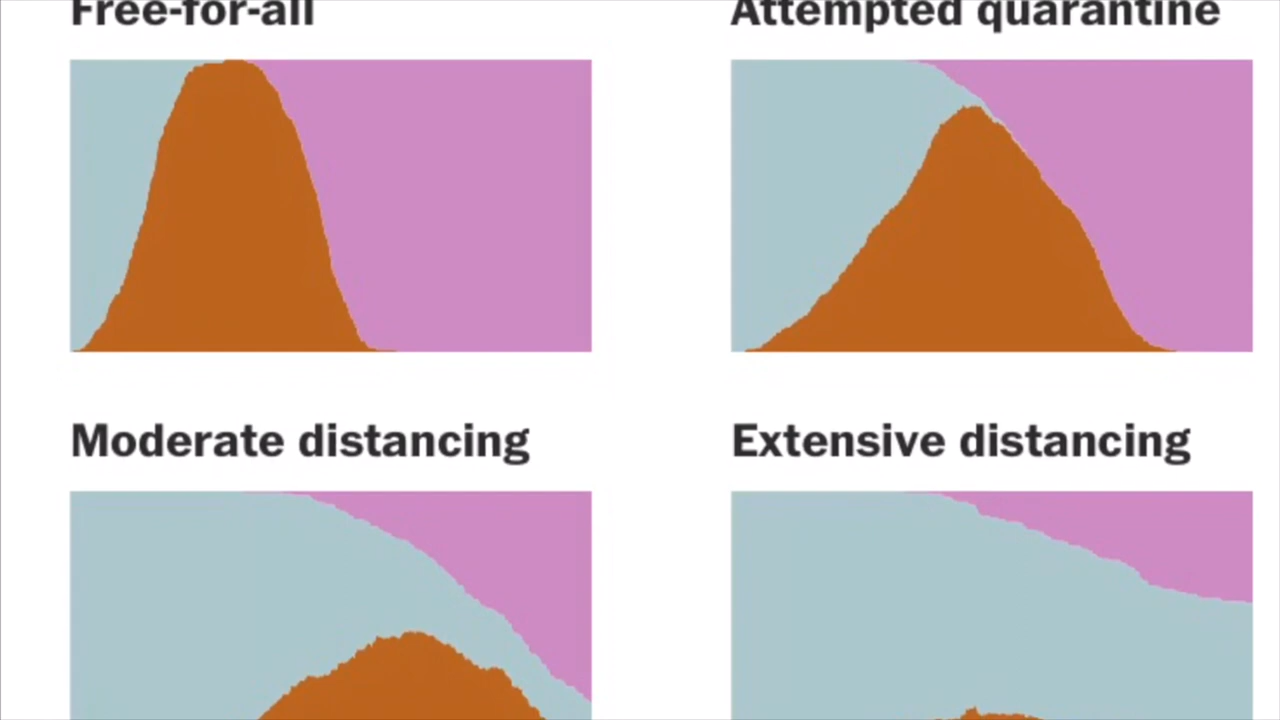 Free-for-all
Attempted quarantine
Moderate distancing
Extensive distancing